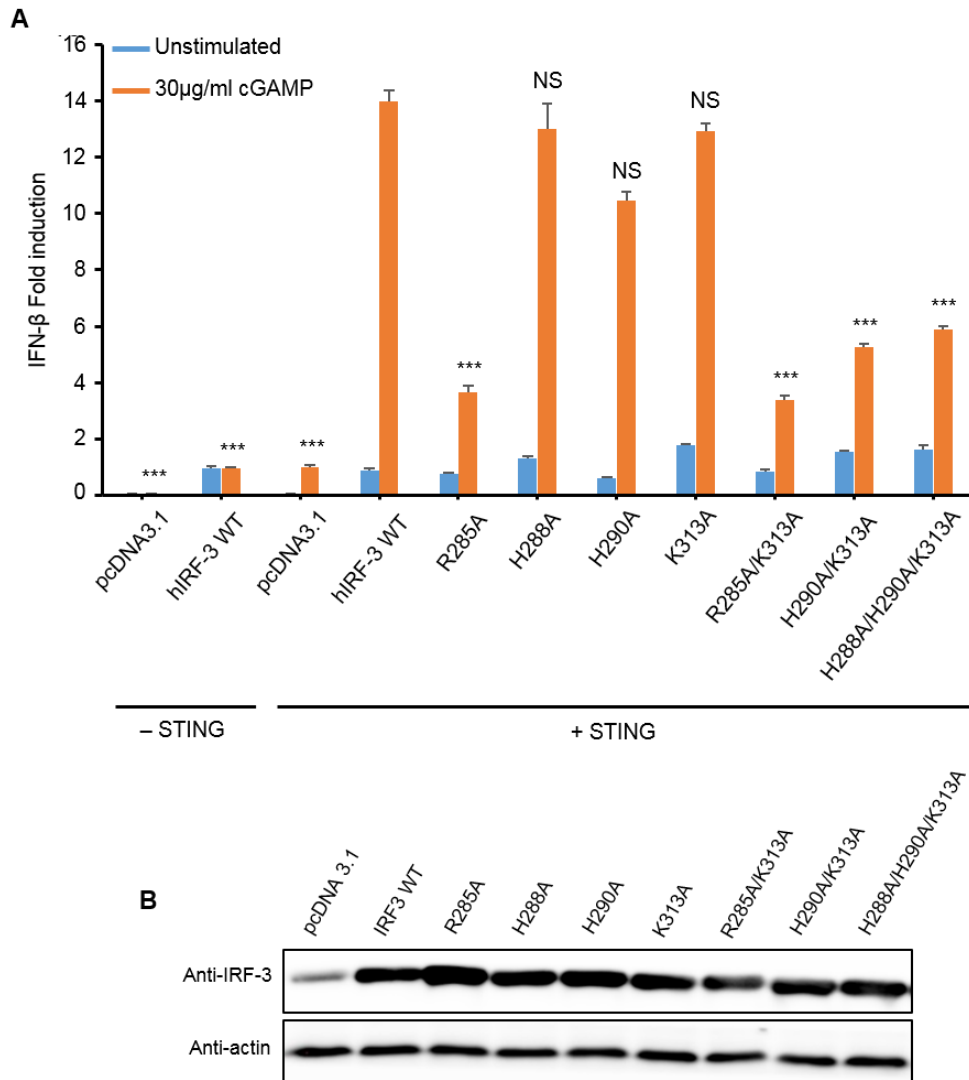 A
16
14
12
10
8
6
4
2
0
IFN-β Fold induction
Unstimulated
30µg/ml cGAMP
*** *** *** *** NS NS NS *** *** ***
pcDNA3.1
hIRF-3 WT
pcDNA3.1
hIRF-3 WT
R285A
H288A
H290A
K313A
R285A/K313A
H290A/K313A
H288A/H290A/K313A
– STING
+ STING
B
pcDNA 3.1
IRF3 WT
R285A
H288A
H290A
K313A
R285A/K313A
H290A/K313A
H288A/H290A/K313A
Anti-IRF-3
Anti-actin